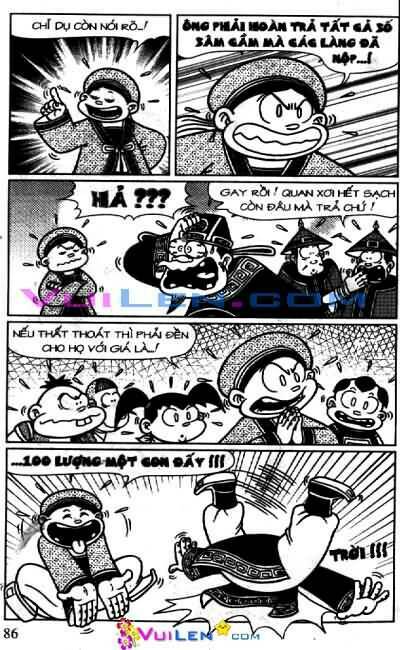 CHỈ DỤ CÒN NÓI RÕ...!
ÔNG PHẢI HOÀN TRẢ TẤT CẢ SỐ
SÂM CẦM MÀ CÁC LÀNG ĐÃ
NỘP...!
HẢ ???
GAY RỒI ! QUAN XƠI HẾT SẠCH
CÒN ĐÂU MÀ TRẢ CHỨ !
VUILEN.COM
NẾU THẤT THOÁT THÌ PHẢI ĐỀN
CHO HỌ VỚI GIÁ LÀ...!
...100 LƯỢNG MỘT CON ĐẤY !!!
TRỜI !!!
86
VUILEN
.COM